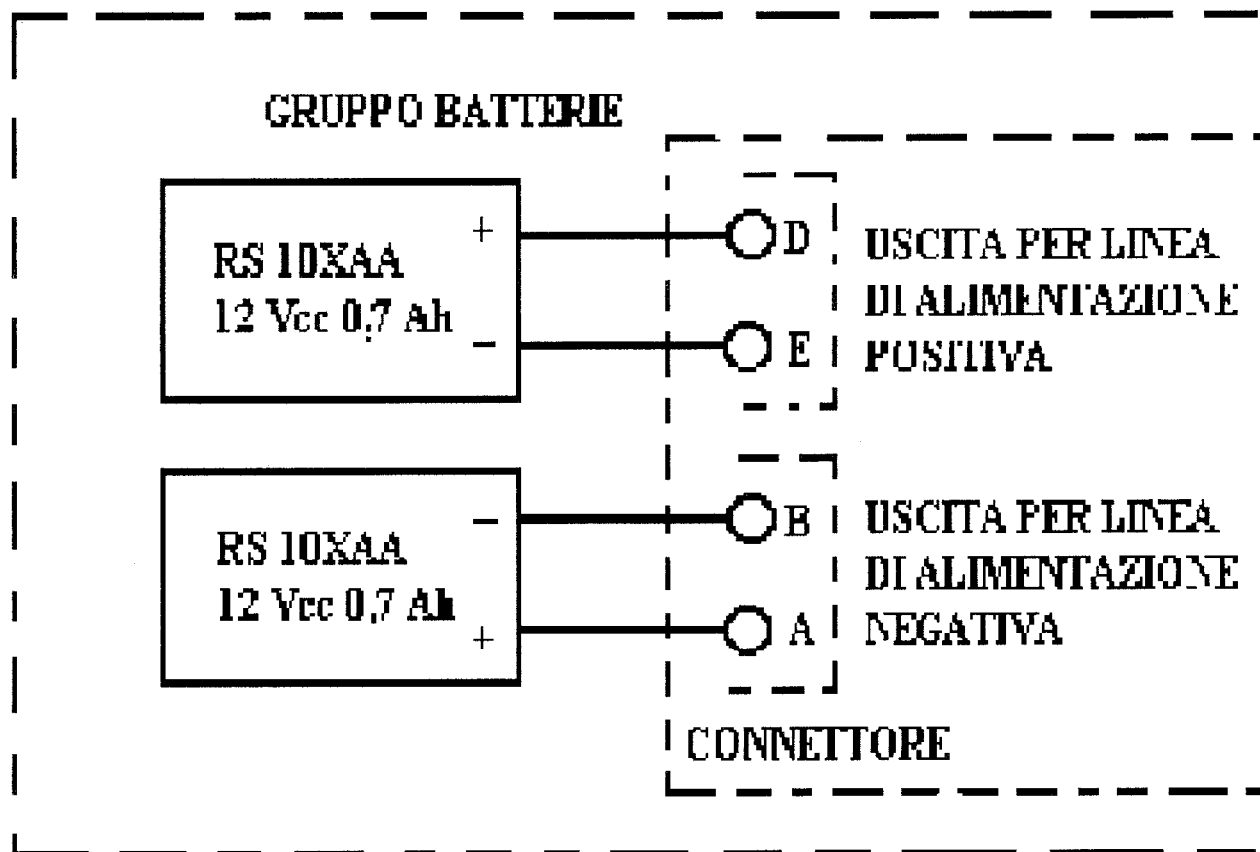 GRUPPO BATTERIE
RS 10XAA
12 Vcc 0,7 Ah
+
−
D
E
USCITA PER LINEA
DI ALIMENTAZIONE
POSITIVA
RS 10XAA
12 Vcc 0,7 Ah
−
+
B
A
USCITA PER LINEA
DI ALIMENTAZIONE
NEGATIVA
CONNETTORE